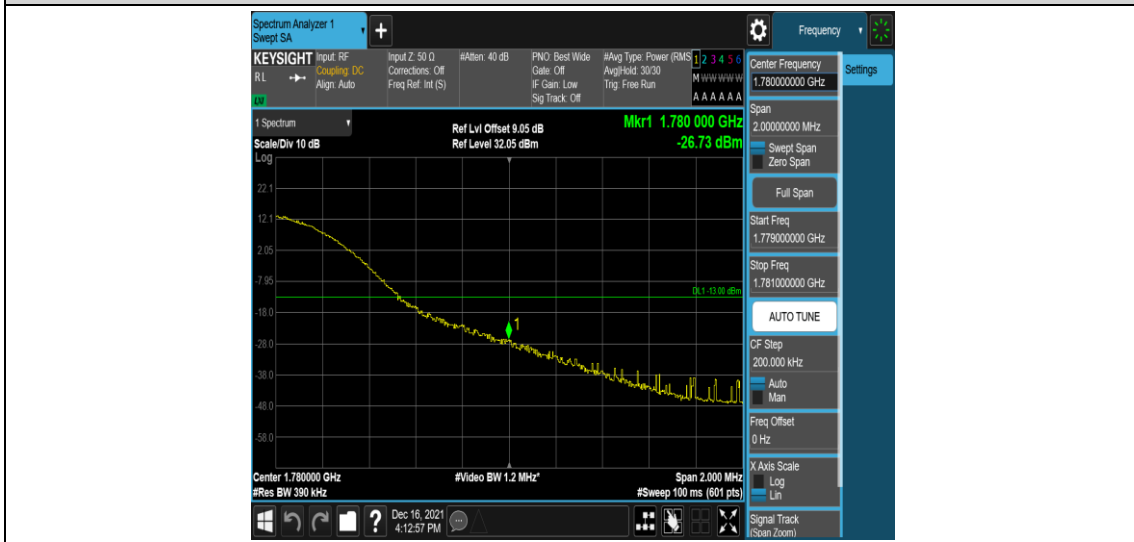 Spectrum Analyzer 1
Swept SA
+
Frequency
KEYSIGHT
RL
Input: RF
Coupling: DC
Align: Auto
Input Z: 50 Ω
Corrections: Off
Freq Ref: Int (S)
#Atten: 40 dB
PNO: Best Wide
Gate: Off
IF Gain: Low
Sig Track: Off
#Avg Type: Power (RMS
Avg|Hold: 30/30
Trig: Free Run
1 2 3 4 5 6
M W W W W W
A A A A A A
1 Spectrum
Scale/Div 10 dB
Log
Ref Lvl Offset 9.05 dB
Ref Level 32.05 dBm
Mkr1 1.780 000 GHz
-26.73 dBm
22.1
12.1
2.05
-7.95
DL1 -13.00 dBm
-18.0
1
-28.0
-38.0
-48.0
-58.0
Center 1.780000 GHz
#Video BW 1.2 MHz*
Span 2.000 MHz
#Res BW 390 kHz
#Sweep 100 ms (601 pts)
Center Frequency
1.780000000 GHz
Settings
Span
2.00000000 MHz
Swept Span
Zero Span
Full Span
Start Freq
1.779000000 GHz
Stop Freq
1.781000000 GHz
AUTO TUNE
CF Step
200.000 kHz
Auto
Man
Freq Offset
0 Hz
X Axis Scale
Log
Lin
Signal Track
(Span Zoom)
?
Dec 16, 2021
4:12:57 PM